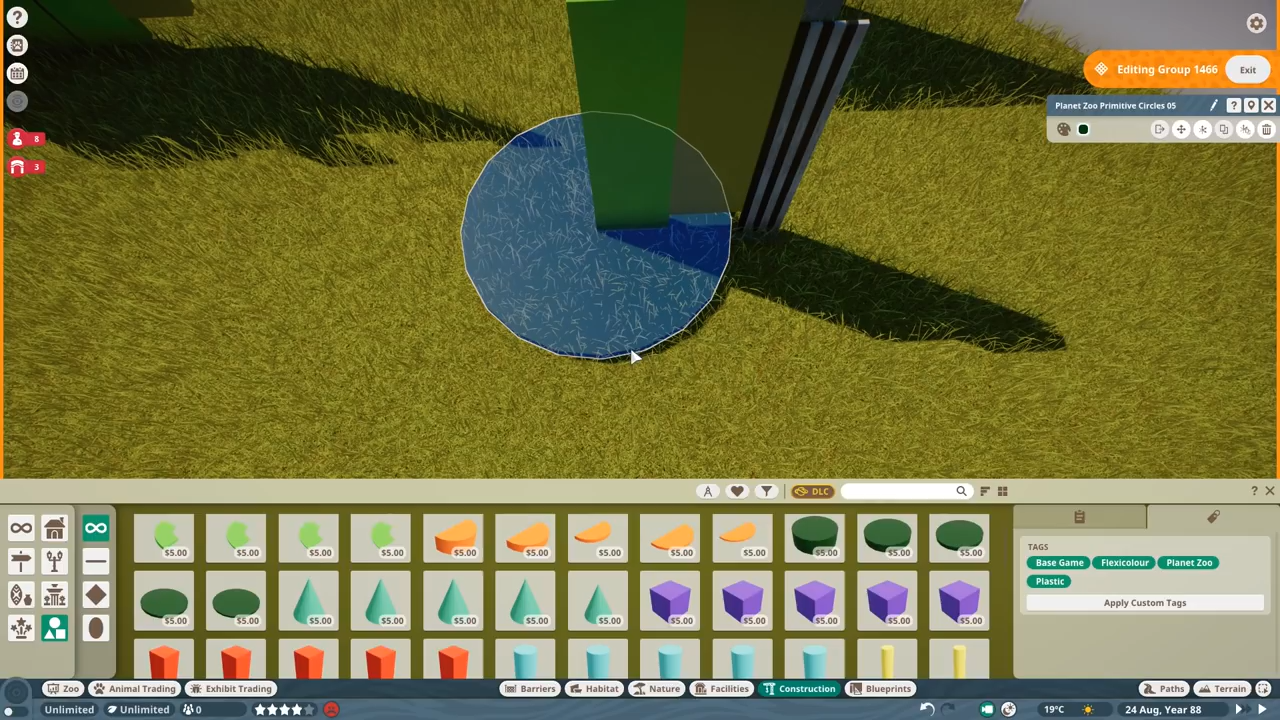 ?
Editing Group 1466
Exit
Planet Zoo Primitive Circles 05
?
8
3
DLC
?
$5.00 $5.00 $5.00 $5.00 $5.00 $5.00 $5.00 $5.00 $5.00 $5.00 $5.00 $5.00
$5.00 $5.00 $5.00 $5.00 $5.00 $5.00 $5.00 $5.00 $5.00 $5.00 $5.00 $5.00
TAGS
Base Game Flexicolour Planet Zoo
Plastic
Apply Custom Tags
Zoo Animal Trading Exhibit Trading Barriers Habitat Nature Facilities Construction Blueprints Paths Terrain
Unlimited Unlimited 0 19°C 24 Aug, Year 88